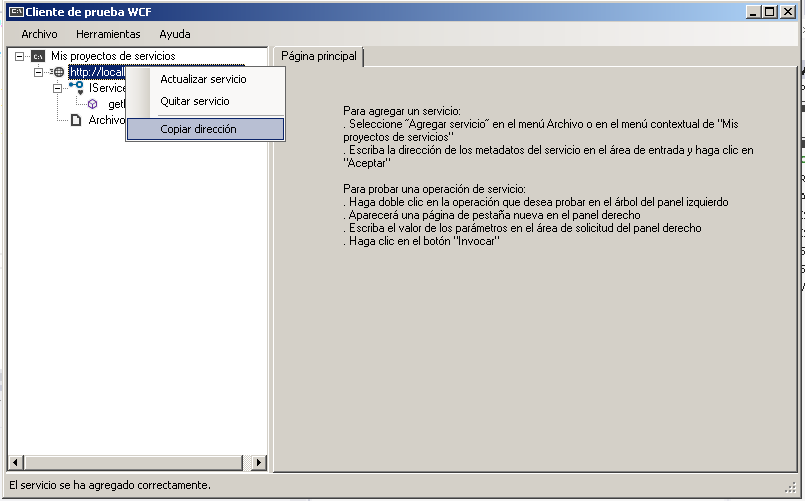 Cliente de prueba WCF
Archivo Herramientas Ayuda
Mis proyectos de servicios
http://locall
IService
getI
Archivo
Actualizar servicio
Quitar servicio
Copiar dirección
Página principal
Para agregar un servicio:
. Seleccione "Agregar servicio" en el menú Archivo o en el menú contextual de "Mis
proyectos de servicios"
. Escriba la dirección de los metadatos del servicio en el área de entrada y haga clic en
"Aceptar"
Para probar una operación de servicio:
. Haga doble clic en la operación que desea probar en el árbol del panel izquierdo
. Aparecerá una página de pestaña nueva en el panel derecho
. Escriba el valor de los parámetros en el área de solicitud del panel derecho
. Haga clic en el botón "Invocar"
El servicio se ha agregado correctamente.